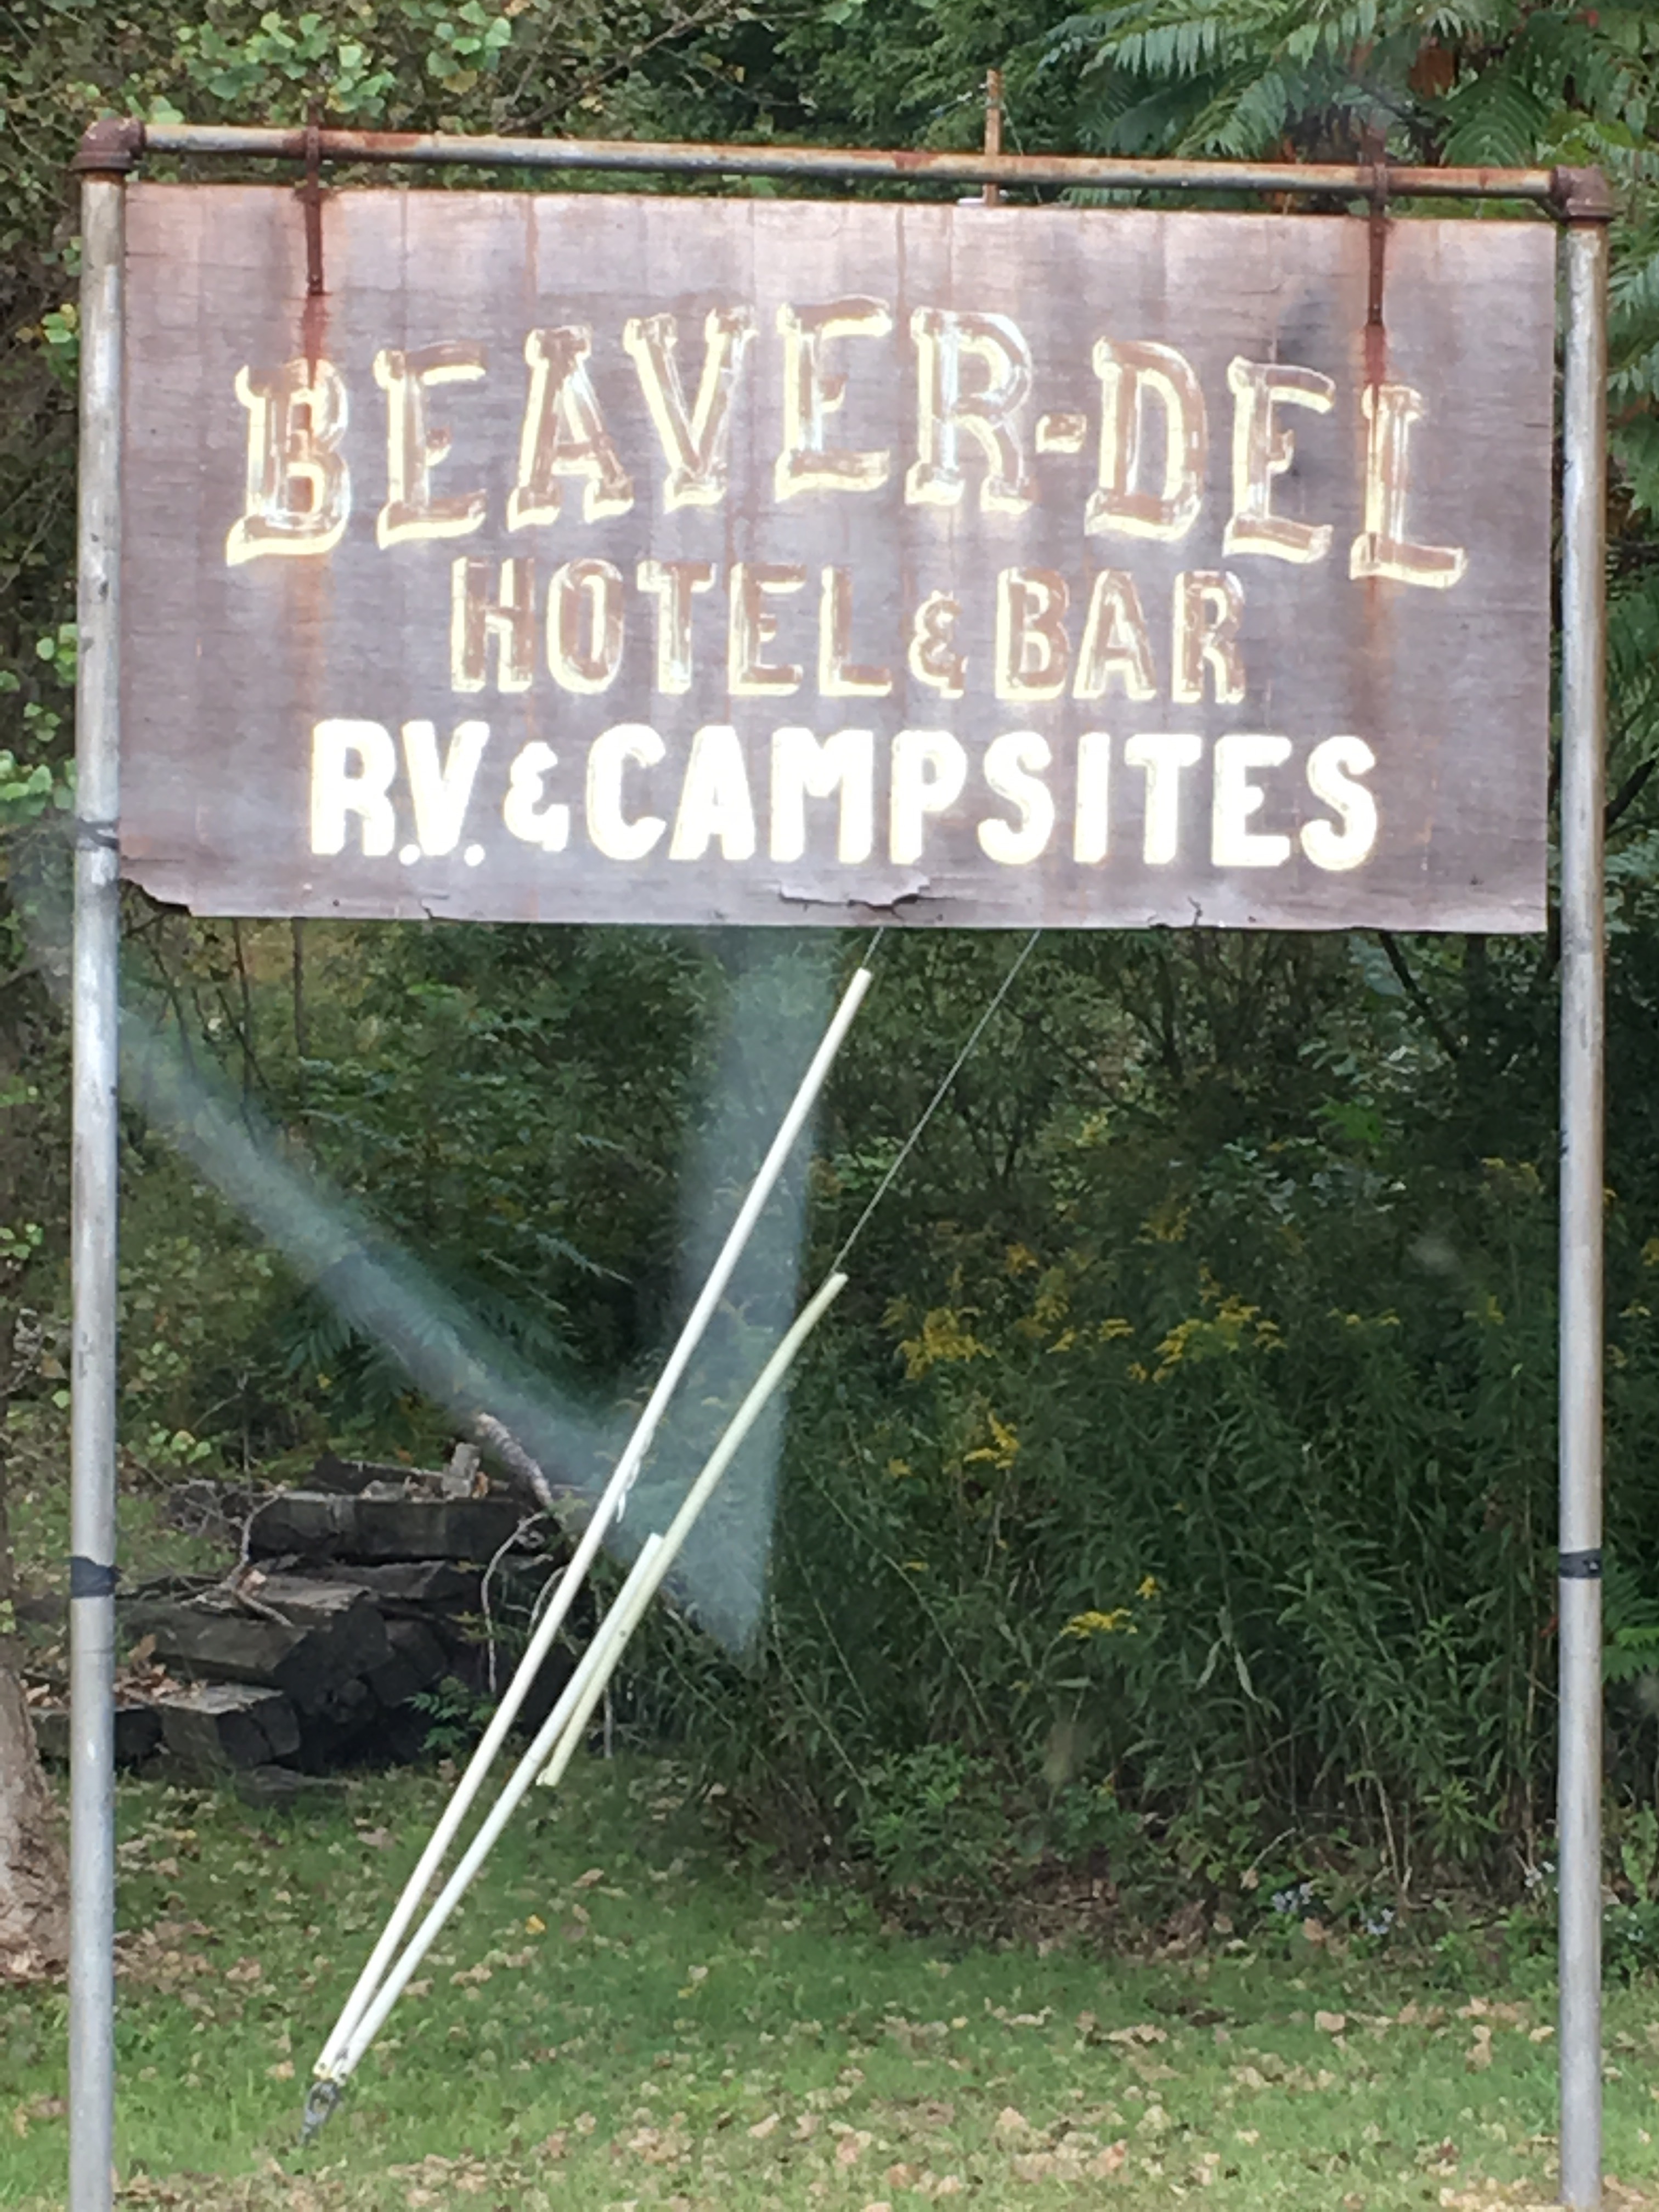 BEAVER-DEL
HOTEL & BAR
R.V. & CAMPSITES